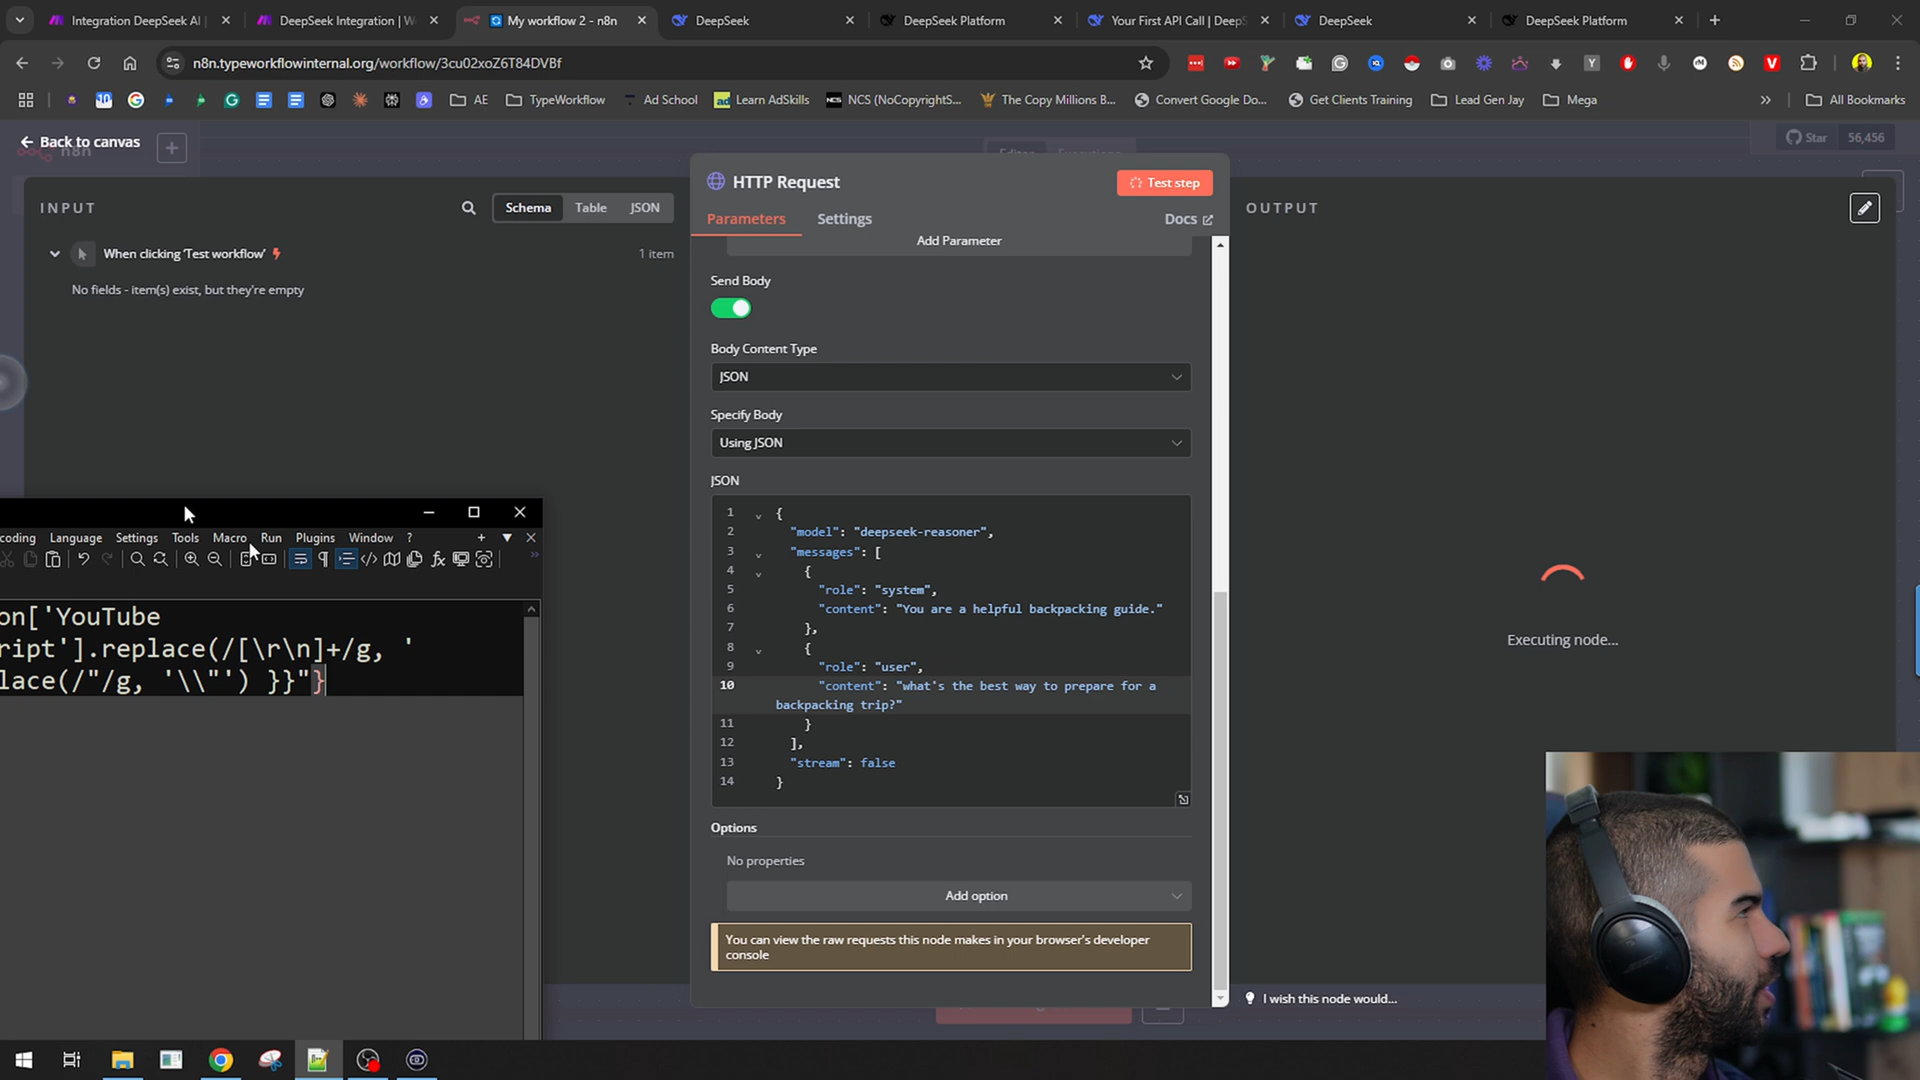 Integration DeepSeek AI
DeepSeek Integration | W
My workflow 2 - n8n
DeepSeek
DeepSeek Platform
Your First API Call | DeepS
DeepSeek
DeepSeek Platform
n8n.typeworkflowinternal.org/workflow/3cu02xoZ6T84DVBf
AE
TypeWorkflow
Ad School
Learn AdSkills
NCS (NoCopyrightS...
The Copy Millions B...
Convert Google Do...
Get Clients Training
Lead Gen Jay
Mega
All Bookmarks
Back to canvas
n8n
Star
56,456
INPUT
Schema
Table
JSON
When clicking 'Test workflow'
1 item
No fields - item(s) exist, but they're empty
HTTP Request
Test step
Parameters
Settings
Docs
Add Parameter
Send Body
Body Content Type
JSON
Specify Body
Using JSON
JSON
1 {
2 "model": "deepseek-reasoner",
3 "messages": [
4 {
5 "role": "system",
6 "content": "You are a helpful backpacking guide."
7 },
8 {
9 "role": "user",
10 "content": "what's the best way to prepare for a
backpacking trip?"
11 }
12 ],
13 "stream": false
14 }
Options
No properties
Add option
You can view the raw requests this node makes in your browser's developer
console
OUTPUT
Executing node...
I wish this node would...
coding
Language
Settings
Tools
Macro
Run
Plugins
Window
?
on['YouTube
ript'].replace(/[\r\n]+/g, '
lace(/"/g, '\\"') }}"}